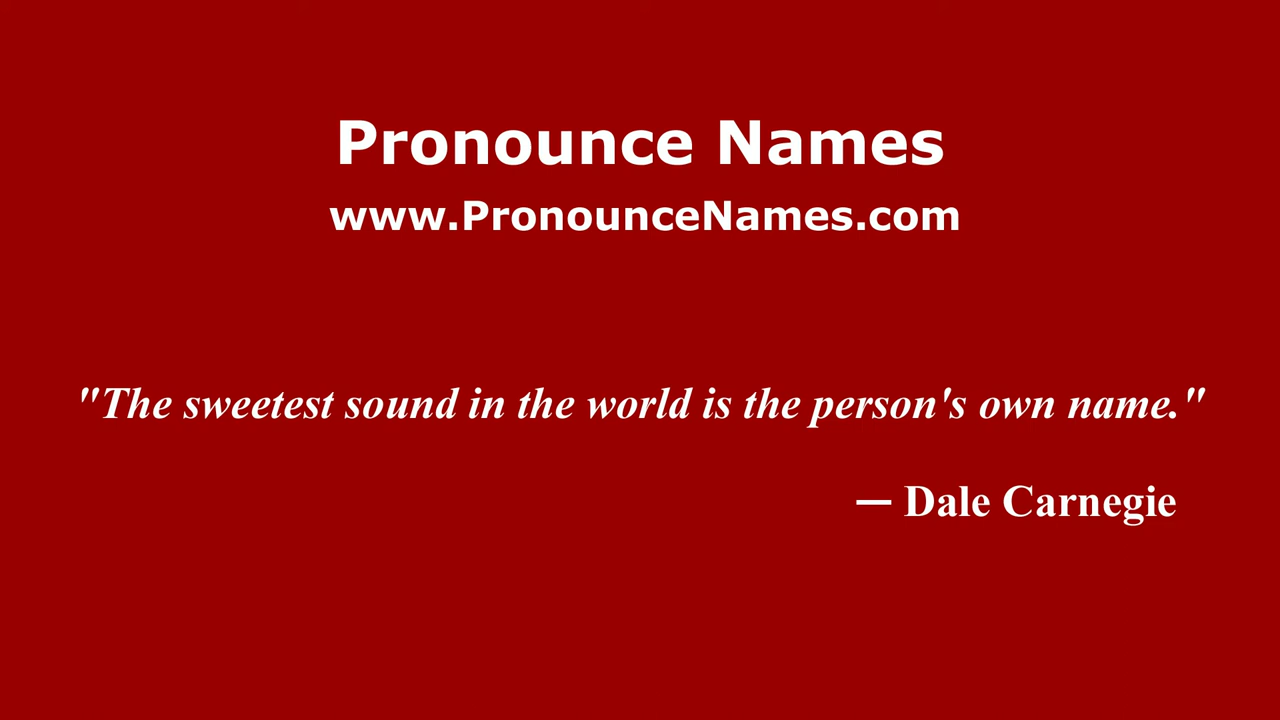 Pronounce Names
www.PronounceNames.com
"The sweetest sound in the world is the person's own name."
— Dale Carnegie